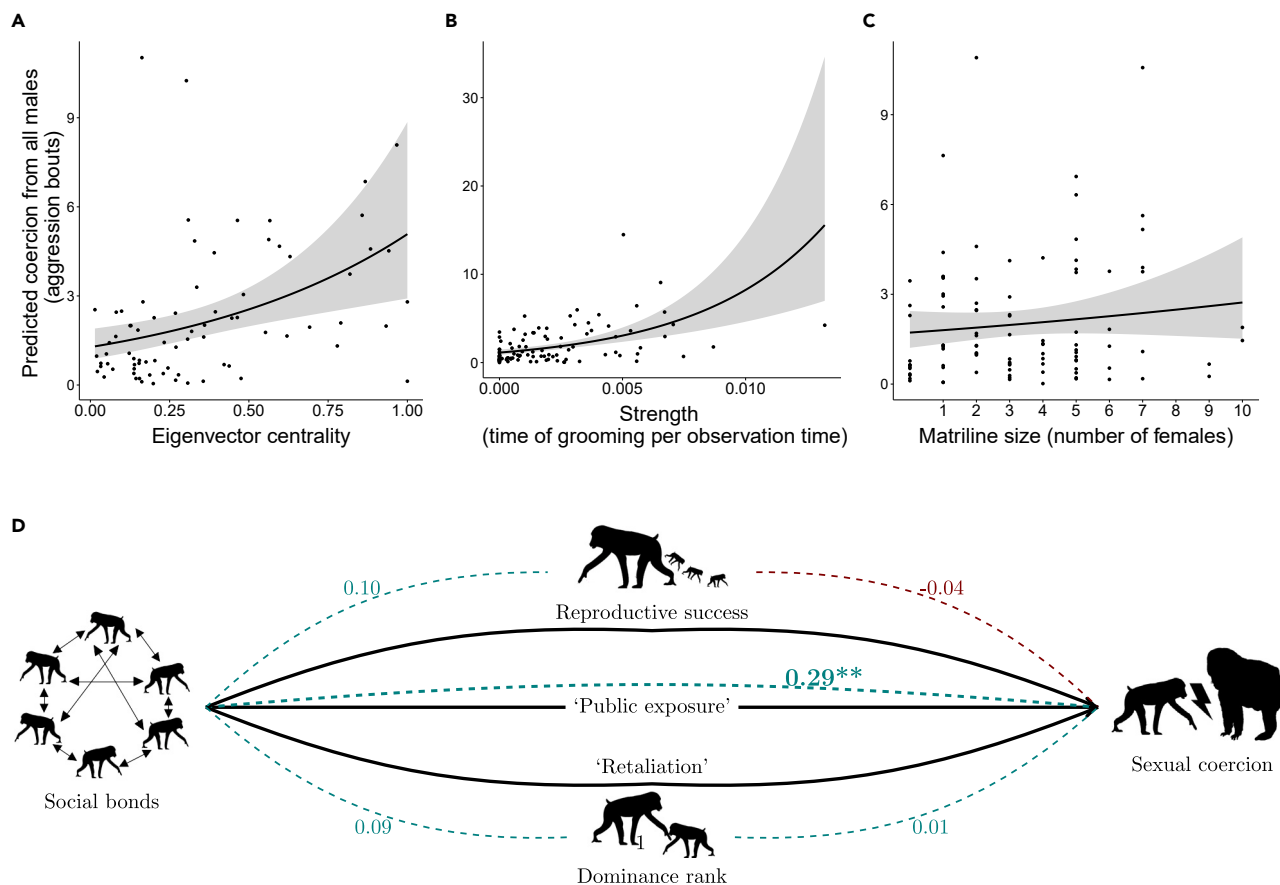 A
Predicted coercion from all males
(aggression bouts)
9
6
3
0
0.00 0.25 0.50 0.75 1.00
Eigenvector centrality
B
30
20
10
0
0.000 0.005 0.010
Strength
(time of grooming per observation time)
C
9
6
3
0
1 2 3 4 5 6 7 8 9 10
Matriline size (number of females)
D
0.10
-0.04
Reproductive success
0.29**
‘Public exposure’
‘Retaliation’
Social bonds
Sexual coercion
0.09
0.01
1
Dominance rank